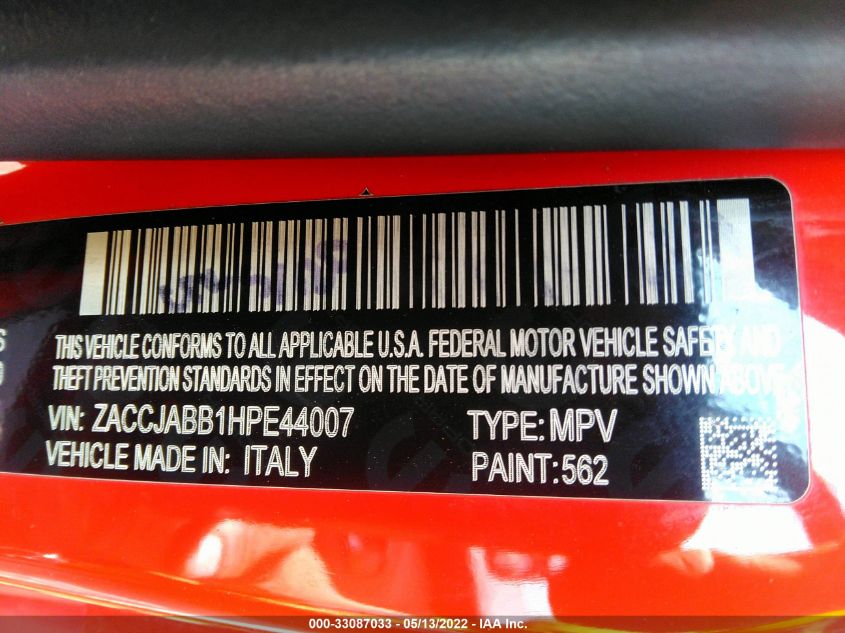 THIS VEHICLE CONFORMS TO ALL APPLICABLE U.S.A. FEDERAL MOTOR VEHICLE SAFETY AND
THEFT PREVENTION STANDARDS IN EFFECT ON THE DATE OF MANUFACTURE SHOWN ABOVE.
VIN: ZACCJABB1HPE44007 TYPE: MPV
VEHICLE MADE IN: ITALY PAINT: 562
000-33087033 - 05/13/2022 - IAA Inc.